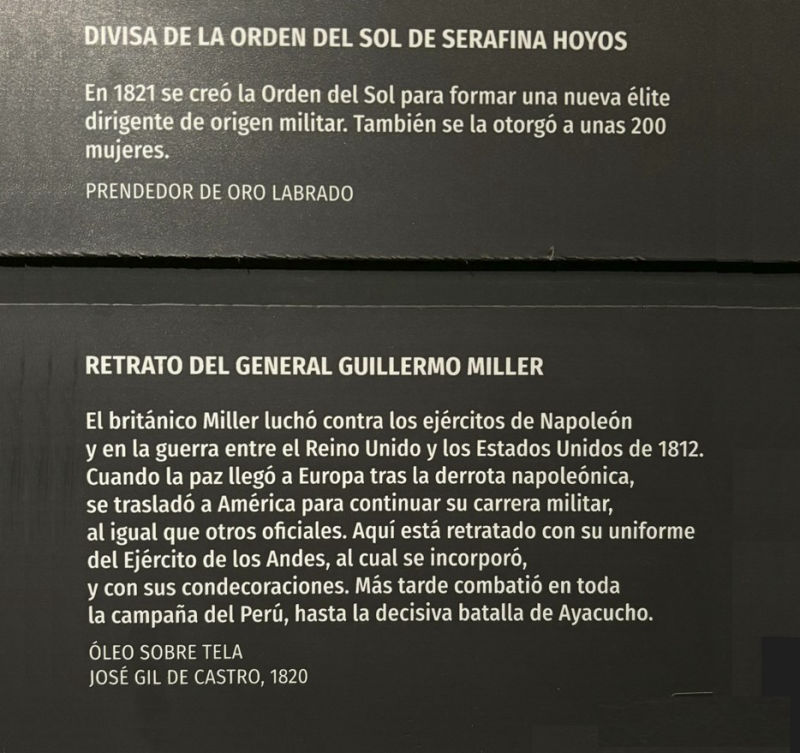 DIVISA DE LA ORDEN DEL SOL DE SERAFINA HOYOS
En 1821 se creó la Orden del Sol para formar una nueva élite
dirigente de origen militar. También se la otorgó a unas 200
mujeres.
PRENDEDOR DE ORO LABRADO
RETRATO DEL GENERAL GUILLERMO MILLER
El británico Miller luchó contra los ejércitos de Napoleón
y en la guerra entre el Reino Unido y los Estados Unidos de 1812.
Cuando la paz llegó a Europa tras la derrota napoleónica,
se trasladó a América para continuar su carrera militar,
al igual que otros oficiales. Aquí está retratado con su uniforme
del Ejército de los Andes, al cual se incorporó,
y con sus condecoraciones. Más tarde combatió en toda
la campaña del Perú, hasta la decisiva batalla de Ayacucho.
ÓLEO SOBRE TELA
JOSÉ GIL DE CASTRO, 1820